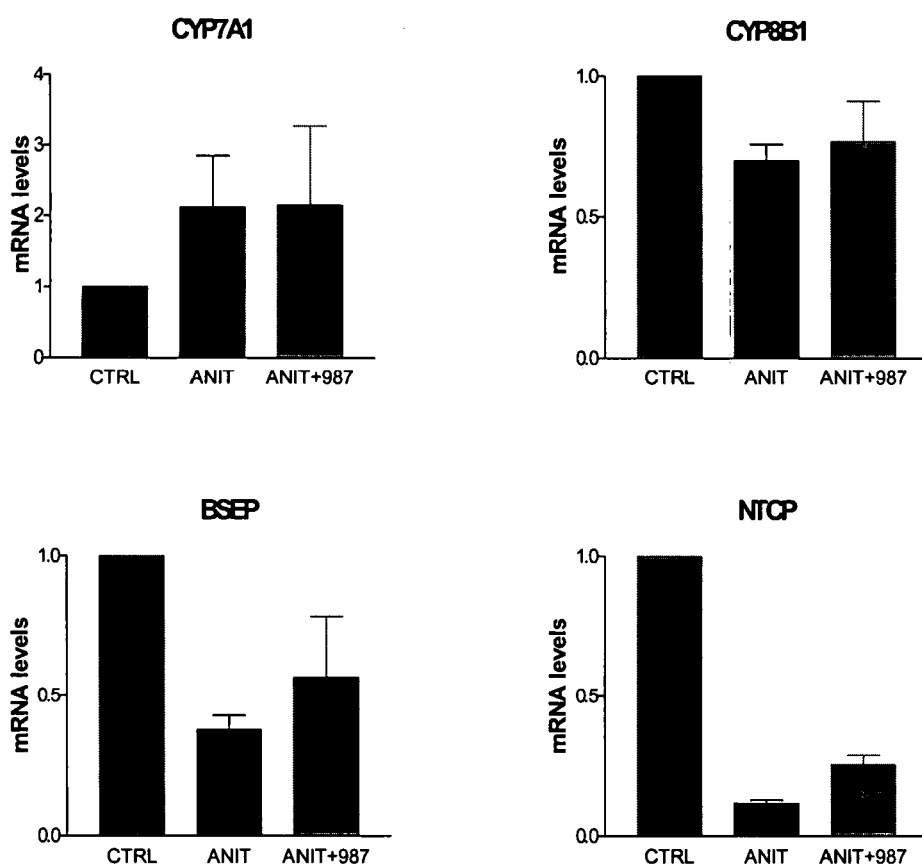 CYP7A1
mRNA levels
4
3
2
1
0
CTRL ANIT ANIT+987
CYP8B1
mRNA levels
1.0
0.5
0.0
CTRL ANIT ANIT+987
BSEP
mRNA levels
1.0
0.5
0.0
CTRL ANIT ANIT+987
NTCP
mRNA levels
1.0
0.5
0.0
CTRL ANIT ANIT+987